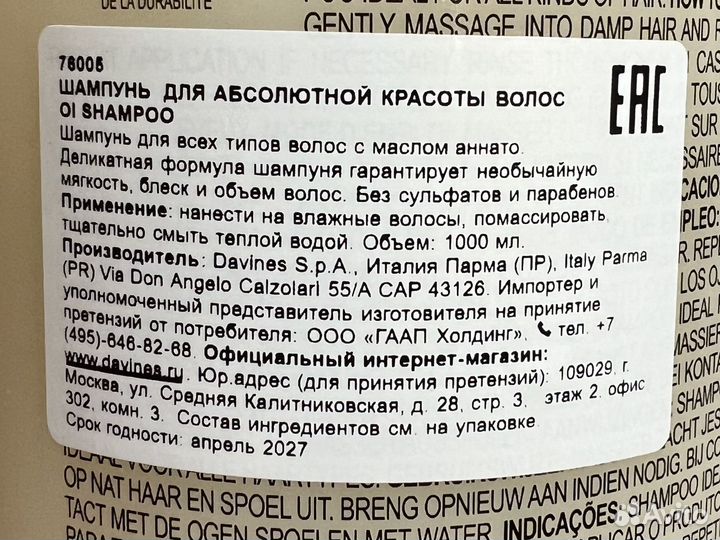 DE LA DURABILITÉ
GENTLY MASSAGE INTO DAMP HAIR AND
76005
ШАМПУНЬ ДЛЯ АБСОЛЮТНОЙ КРАСОТЫ ВОЛОС
OI SHAMPOO
EAC
Шампунь для всех типов волос с маслом аннато.
Деликатная формула шампуня гарантирует необычайную
мягкость, блеск и объем волос. Без сульфатов и парабенов.
Применение: нанести на влажные волосы, помассировать,
тщательно смыть теплой водой. Объем: 1000 мл.
Производитель: Davines S.p.A., Италия Парма (ПР), Italy Parma
(PR) Via Don Angelo Calzolari 55/A CAP 43126. Импортер и
уполномоченный представитель изготовителя на принятие
претензий от потребителя: ООО «ГААП Холдинг», тел. +7
(495)-646-82-68. Официальный интернет-магазин:
www.davines.ru. Юр.адрес (для принятия претензий): 109029, г.
Москва, ул. Средняя Калитниковская, д. 28, стр. 3, этаж 2. офис
302, комн. 3. Состав ингредиентов см. на упаковке.
Срок годности: апрель 2027
OP NAT HAAR EN SPOEL UIT. BRENG OPNIEUW AAN INDIEN NODIG. BIJ
TACT MET DE OGEN SPOELEN MET WATER. INDICAÇÕES: SHAMPOO